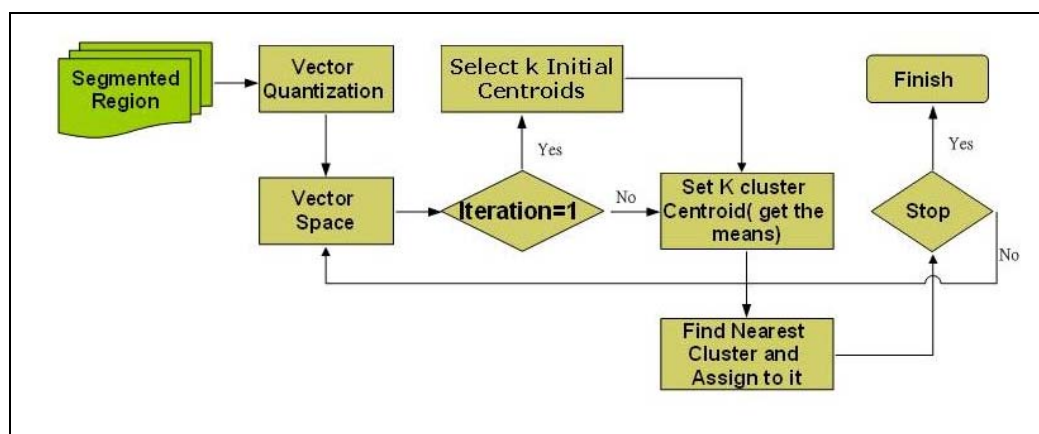 Segmented
Region
Vector
Quantization
Select k Initial
Centroids
Finish
Yes
Yes
Vector
Space
Iteration=1
No
Set K cluster
Centroid( get the
means)
Stop
No
Find Nearest
Cluster and
Assign to it